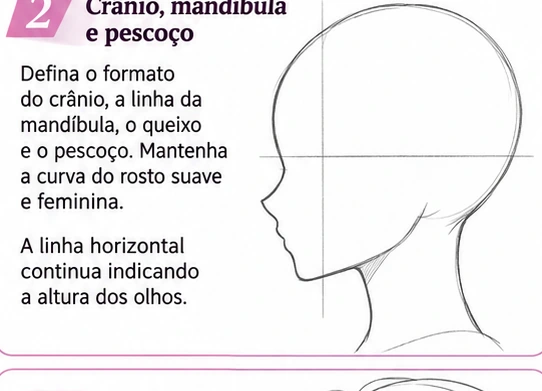 2
Crânio, mandíbula
e pescoço
Defina o formato
do crânio, a linha da
mandíbula, o queixo
e o pescoço. Mantenha
a curva do rosto suave
e feminina.
A linha horizontal
continua indicando
a altura dos olhos.